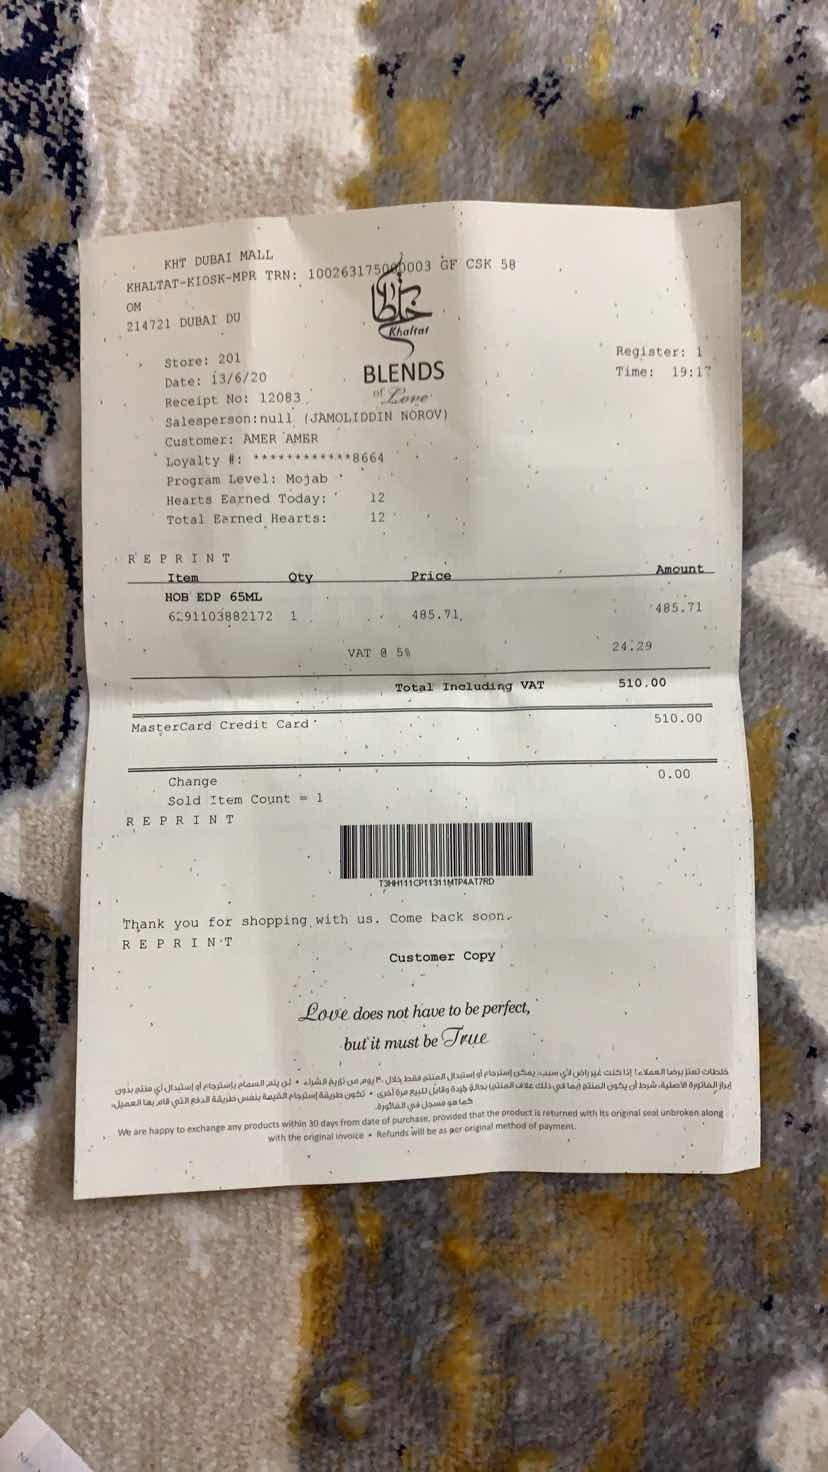 KHT DUBAI MALL
KHALTAT-KIOSK-MPR TRN: 100263175000003 GF CSK 58
OM
214721 DUBAI DU
خلطات
Khaltat
BLENDS
of Love
Store: 201
Register: 1
Date: 13/6/20
Time: 19:17
Receipt No: 12083
Salesperson:null (JAMOLIDDIN NOROV)
Customer: AMER AMER
Loyalty #: ************8664
Program Level: Mojab
Hearts Earned Today: 12
Total Earned Hearts: 12
R E P R I N T
Item Qty Price Amount
HOB EDP 65ML
6291103882172 1 485.71 485.71
VAT @ 5% 24.29
Total Including VAT 510.00
MasterCard Credit Card 510.00
Change 0.00
Sold Item Count = 1
R E P R I N T
T3HH111CP11311MTP4AT7RD
Thank you for shopping with us. Come back soon.
R E P R I N T
Customer Copy
Love does not have to be perfect,
but it must be True
خلطات تعتز برضا العملاء! إذا كنت غير راضٍ لأي سبب، يمكن إسترجاع أو إستبدال المنتج فقط خلال ٣٠ يوم من تاريخ الشراء • لن يتم السماح بإسترجاع أو إستبدال أي منتج بدون
إبراز الفاتورة الأصلية، شرط أن يكون المنتج (بما في ذلك غلاف المنتج) بحالةٍ جيدة وقابل للبيع مرة أخرى • تكون طريقة إسترجاع القيمة بنفس طريقة الدفع التي قام بها العميل،
كما هو مسجل في الفاتورة.
We are happy to exchange any products within 30 days from date of purchase, provided that the product is returned with its original seal unbroken along
with the original invoice • Refunds will be as per original method of payment.